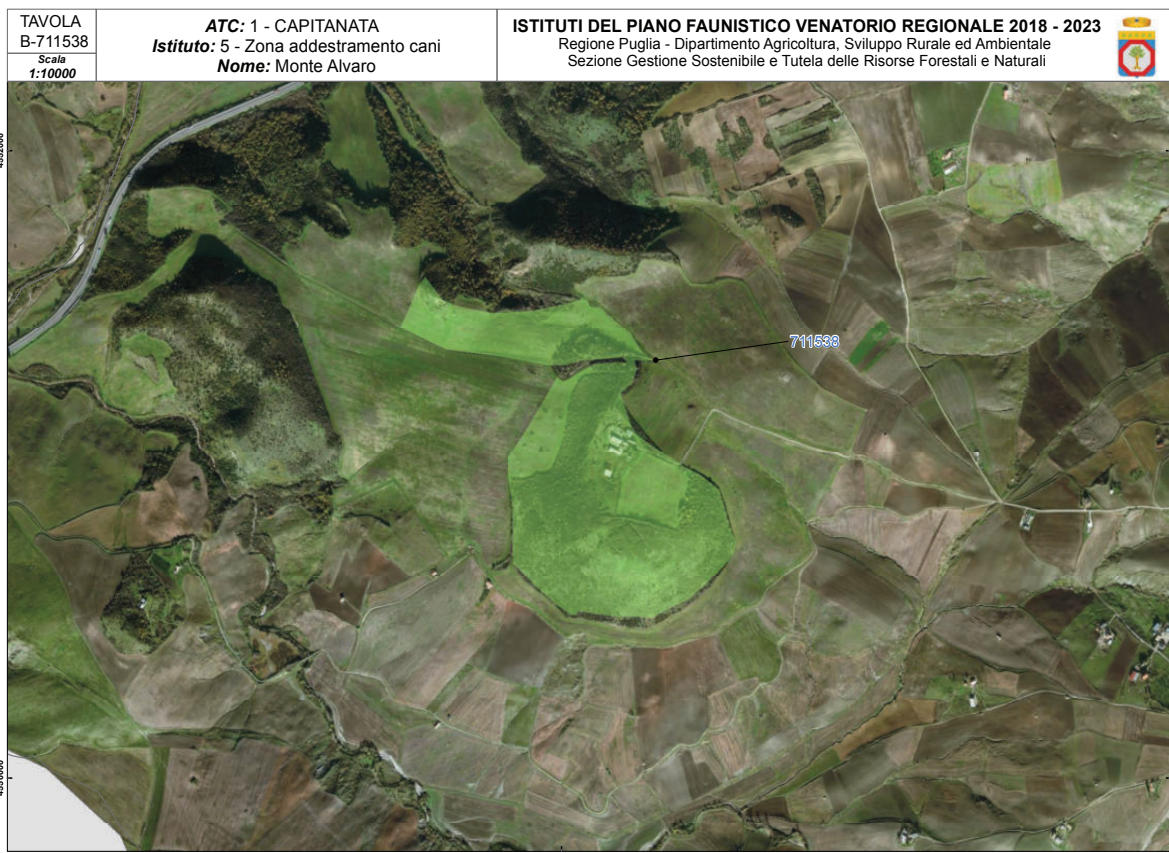 TAVOLA
B-711538
Scala
1:10000
ATC: 1 - CAPITANATA
Istituto: 5 - Zona addestramento cani
Nome: Monte Alvaro
ISTITUTI DEL PIANO FAUNISTICO VENATORIO REGIONALE 2018 - 2023
Regione Puglia - Dipartimento Agricoltura, Sviluppo Rurale ed Ambientale
Sezione Gestione Sostenibile e Tutela delle Risorse Forestali e Naturali
711538